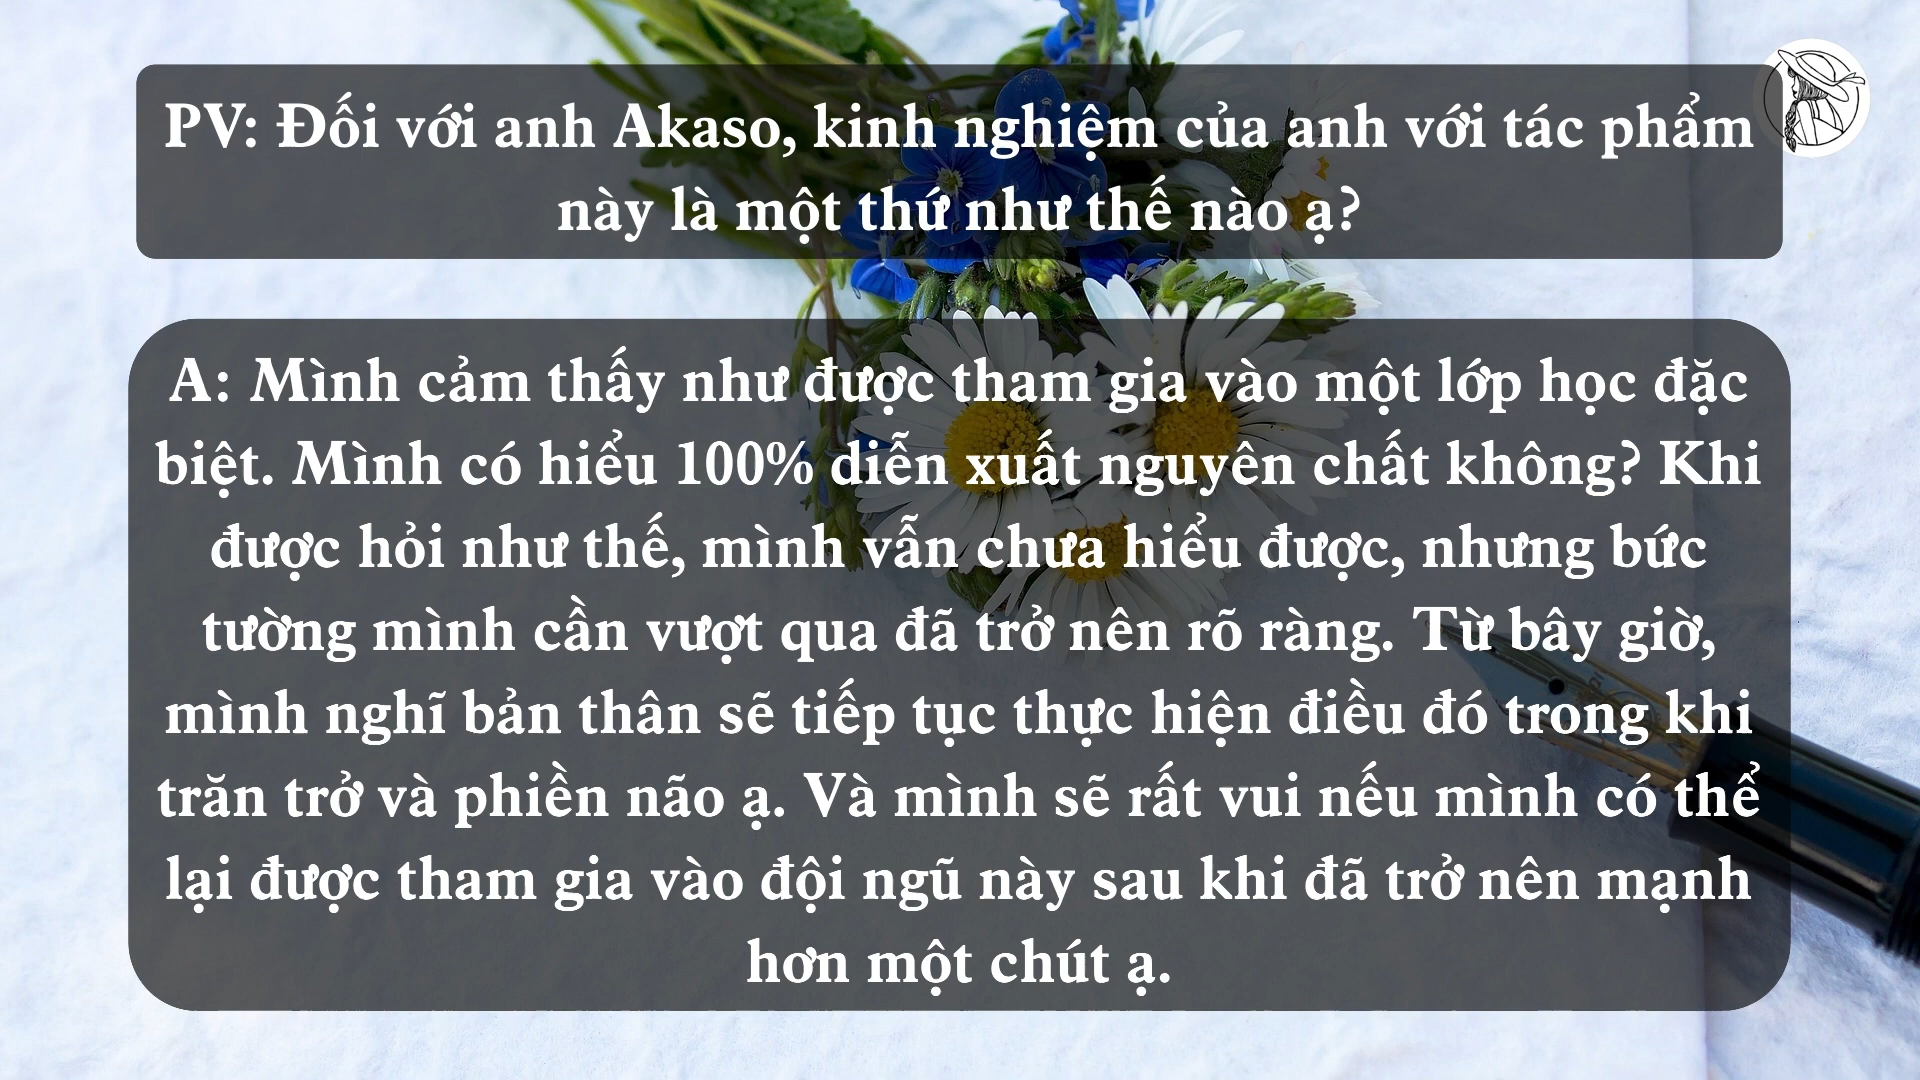 PV: Đối với anh Akaso, kinh nghiệm của anh với tác phẩm
này là một thứ như thế nào ạ?
A: Mình cảm thấy như được tham gia vào một lớp học đặc
biệt. Mình có hiểu 100% diễn xuất nguyên chất không? Khi
được hỏi như thế, mình vẫn chưa hiểu được, nhưng bức
tường mình cần vượt qua đã trở nên rõ ràng. Từ bây giờ,
mình nghĩ bản thân sẽ tiếp tục thực hiện điều đó trong khi
trăn trở và phiền não ạ. Và mình sẽ rất vui nếu mình có thể
lại được tham gia vào đội ngũ này sau khi đã trở nên mạnh
hơn một chút ạ.